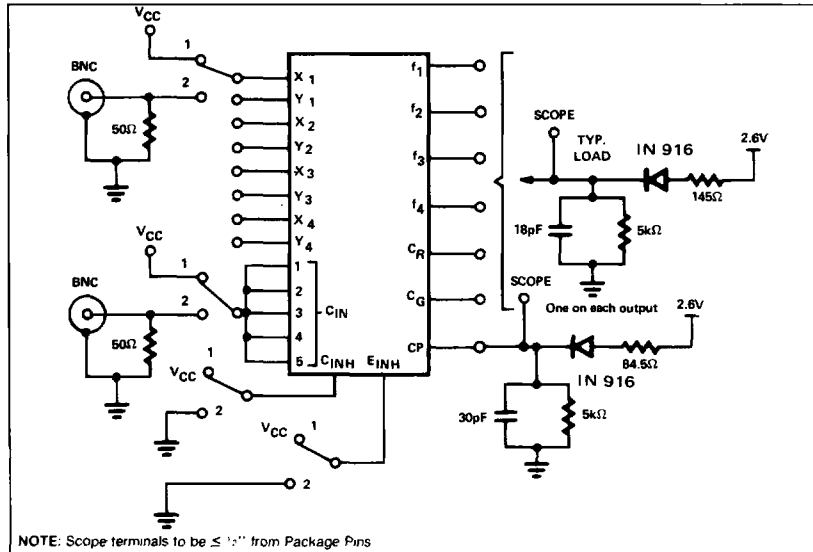 VCC
1
BNC
2
50Ω
X1
Y1
X2
Y2
X3
Y3
X4
Y4
VCC
1
BNC
2
50Ω
1
2
3
4
5
CIN
CINH
EINH
VCC
1
2
VCC
1
2
f1
f2
f3
f4
CR
CG
CP
SCOPE
TYP.
LOAD
IN 916
2.6V
145Ω
18pF
5kΩ
SCOPE
One on each output
2.6V
84.5Ω
IN 916
30pF
5kΩ
NOTE: Scope terminals to be ≤ " from Package Pins